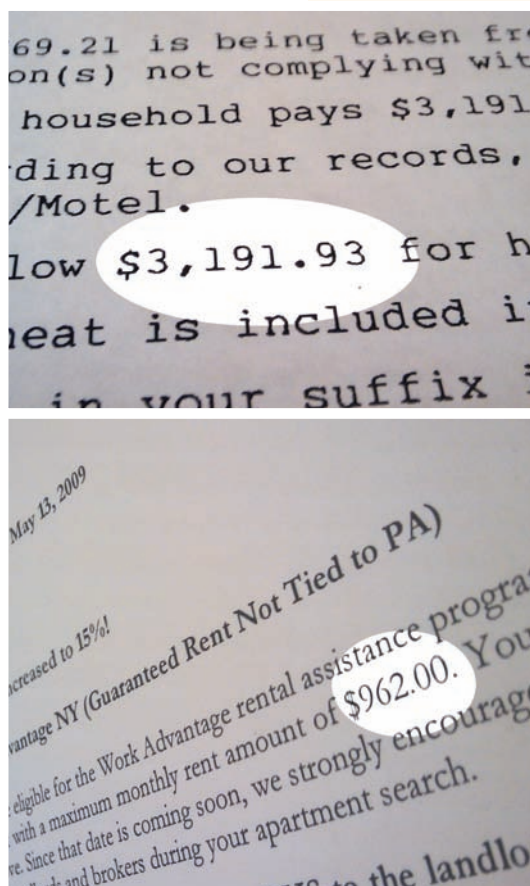 69.21 is being taken fr
on(s) not complying wit
household pays $3,191
ding to our records,
/Motel.
low $3,191.93 for h
eat is included i
in your suffix
May 13, 2009
creased to 15%!
vantage NY (Guaranteed Rent Not Tied to PA)
eligible for the Work Advantage rental assistance progra
with a maximum monthly rent amount of $962.00. You
ve. Since that date is coming soon, we strongly encourage
and brokers during your apartment search.
to the landlo